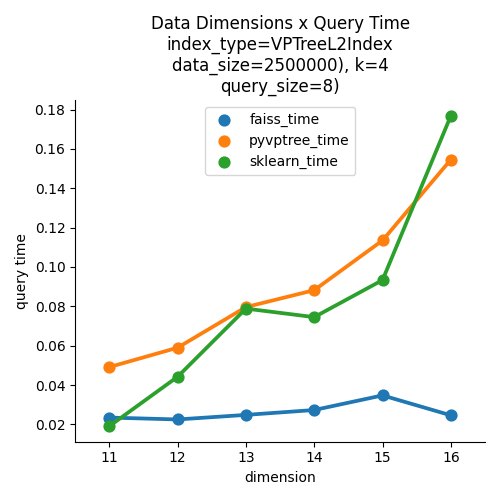 Data Dimensions x Query Time
index_type=VPTreeL2Index
data_size=2500000), k=4
query_size=8)
faiss_time
pyvptree_time
sklearn_time
query time
0.18
0.16
0.14
0.12
0.10
0.08
0.06
0.04
0.02
11 12 13 14 15 16
dimension